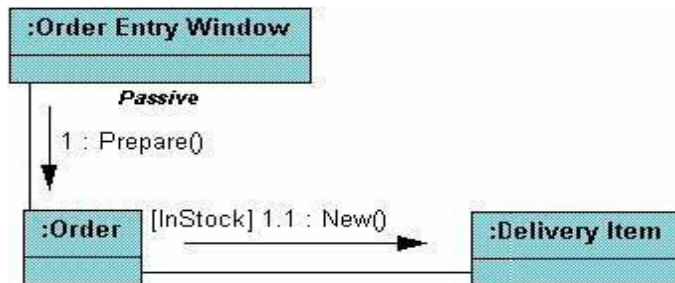 :Order Entry Window
Passive
1 : Prepare()
[InStock] 1.1 : New()
:Order
:Delivery Item